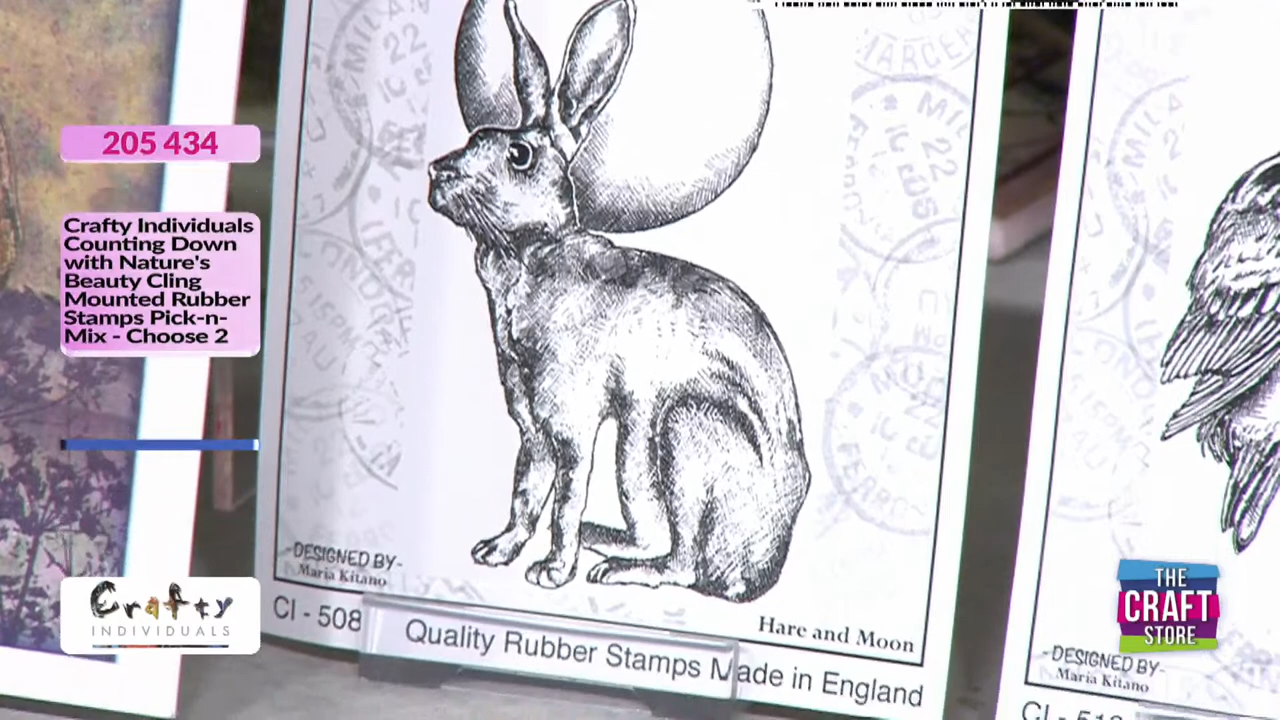 205 434
Crafty Individuals
Counting Down
with Nature's
Beauty Cling
Mounted Rubber
Stamps Pick-n-
Mix - Choose 2
Crafty
INDIVIDUALS
-DESIGNED BY-
Maria Kitano
CI - 508
Hare and Moon
Quality Rubber Stamps Made in England
THE
CRAFT
STORE
-DESIGNED BY-
Maria Kitano